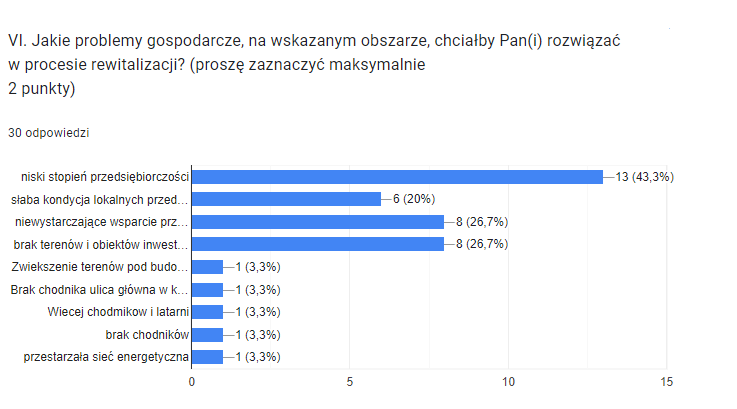 VI. Jakie problemy gospodarcze, na wskazanym obszarze, chciałby Pan(i) rozwiązać
w procesie rewitalizacji? (proszę zaznaczyć maksymalnie
2 punkty)
30 odpowiedzi
niski stopień przedsiębiorczości 13 (43,3%)
słaba kondycja lokalnych przed... 6 (20%)
niewystarczające wsparcie prz... 8 (26,7%)
brak terenów i obiektów inwest... 8 (26,7%)
Zwiekszenie terenów pod budo... 1 (3,3%)
Brak chodnika ulica główna w k... 1 (3,3%)
Wiecej chodmikow i latarni 1 (3,3%)
brak chodników 1 (3,3%)
przestarzała sieć energetyczna 1 (3,3%)
0 5 10 15